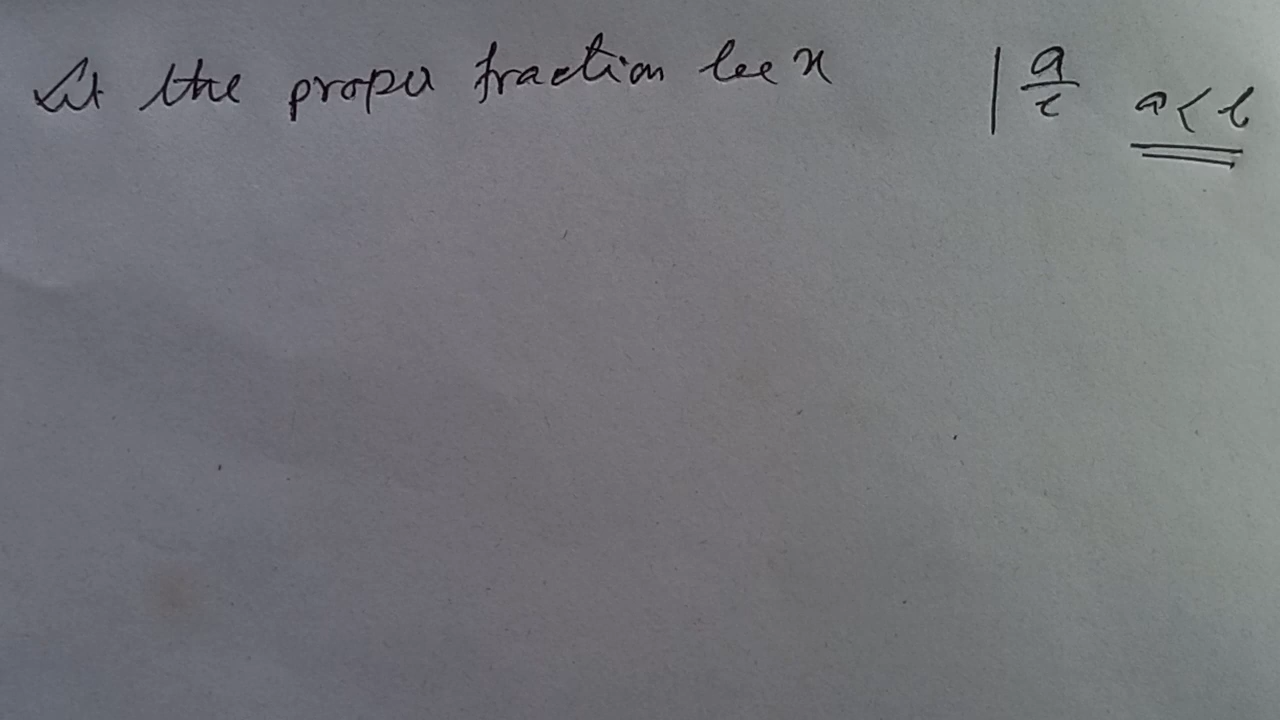 Let the proper fraction be x | a/b a < b